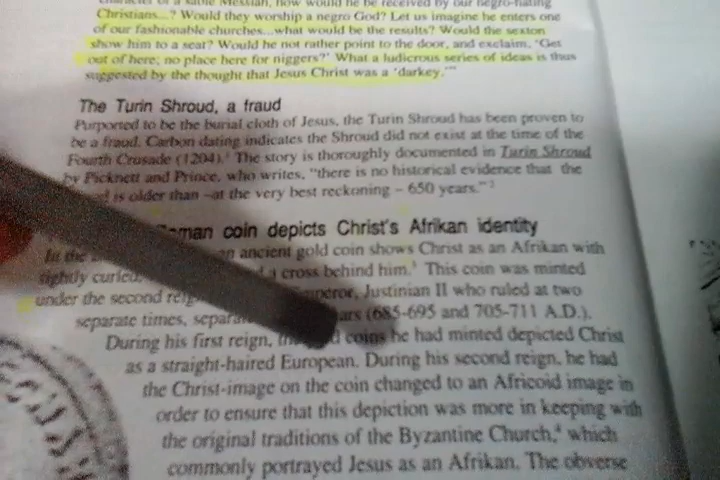 Christians...? Would they worship a negro God? Let us imagine he enters one
of our fashionable churches...what would be the results? Would the sexton
show him to a seat? Would he not rather point to the door, and exclaim, 'Get
out of here; no place here for niggers?' What a ludicrous series of ideas is thus
suggested by the thought that Jesus Christ was a 'darkey.'"
The Turin Shroud, a fraud
Purported to be the burial cloth of Jesus, the Turin Shroud has been proven to
be a fraud. Carbon dating indicates the Shroud did not exist at the time of the
Fourth Crusade (1204). The story is thoroughly documented in Turin Shroud
by Picknett and Prince, who writes, "there is no historical evidence that the
is older than –at the very best reckoning – 650 years."
coin depicts Christ's Afrikan identity
In the ancient gold coin shows Christ as an Afrikan with
tightly curled, a cross behind him. This coin was minted
under the second Justinian II who ruled at two
separate times, (685-695 and 705-711 A.D.).
During his first reign, coins he had minted depicted Christ
as a straight-haired European. During his second reign, he had
the Christ-image on the coin changed to an Africoid image in
order to ensure that this depiction was more in keeping with
the original traditions of the Byzantine Church, which
commonly portrayed Jesus as an Afrikan. The obverse